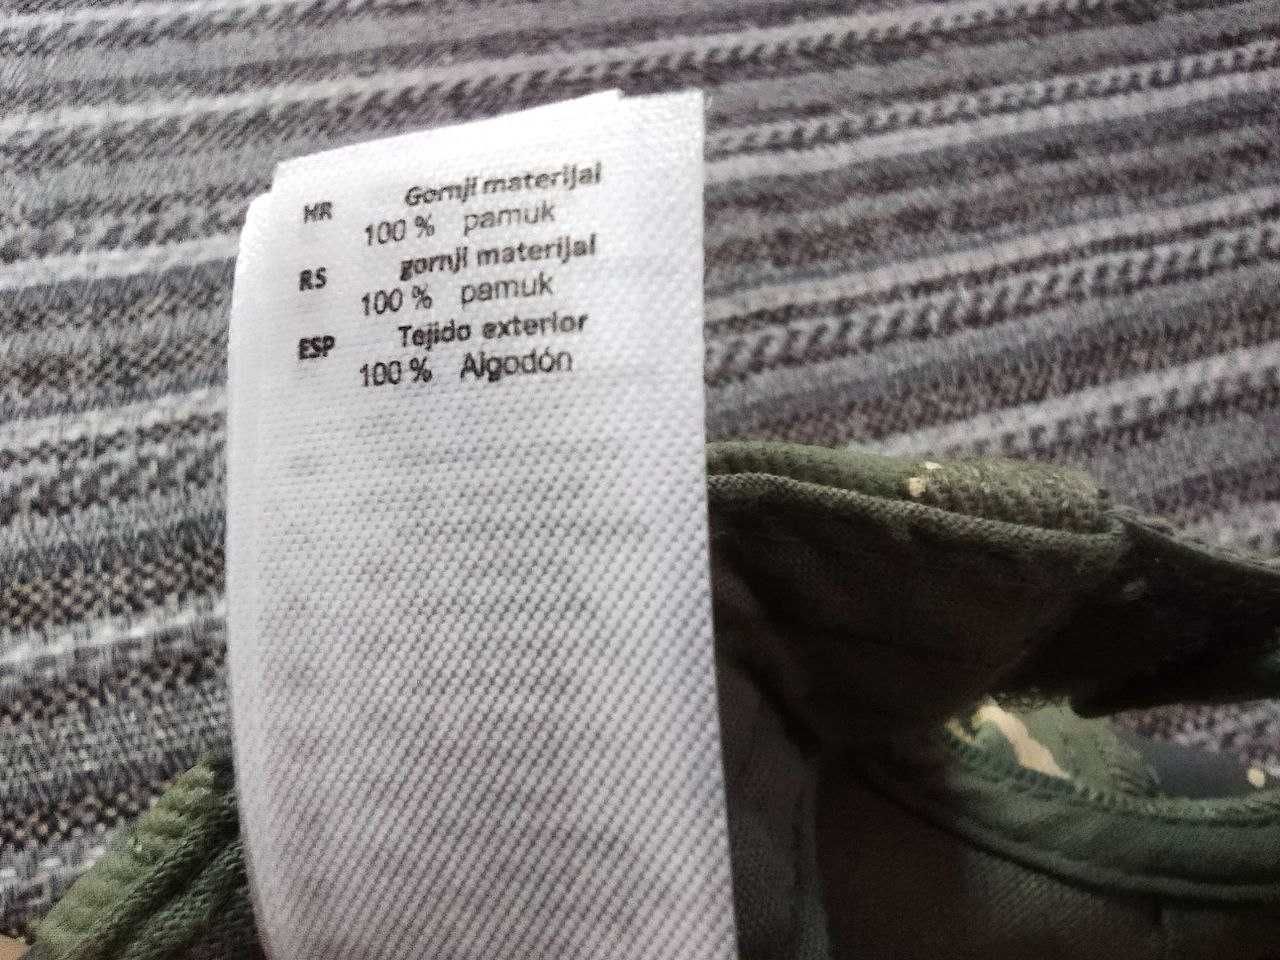 HR Gornji materijal
100 % pamuk
RS gornji materijal
100 % pamuk
ESP Tejido exterior
100 % Algodón